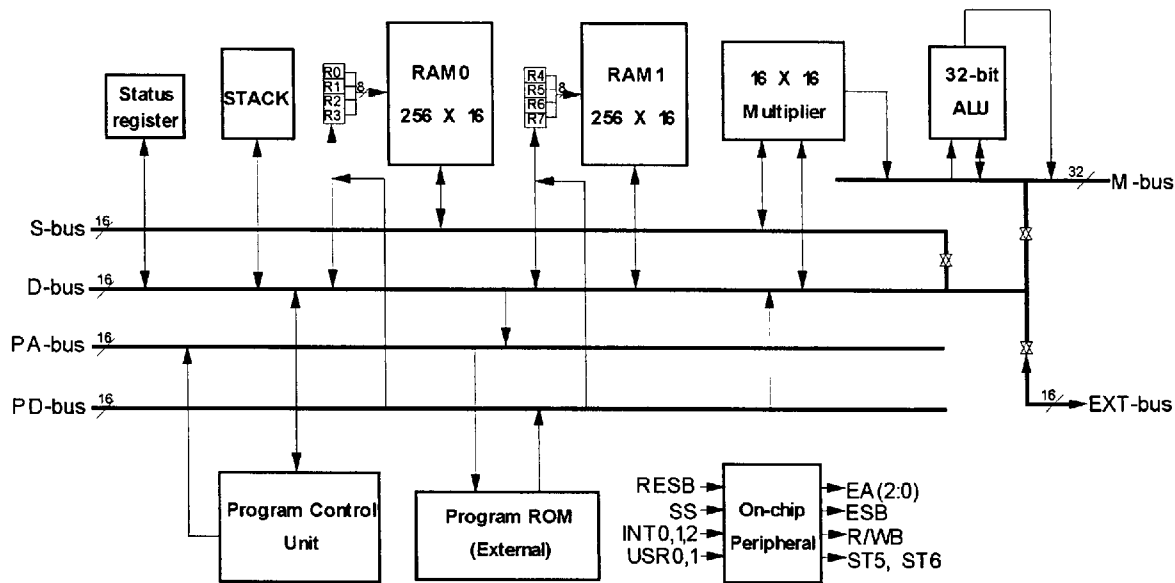 Status
register
STACK
R0
R1
R2
R3
8
RAM0
256 X 16
R4
R5
R6
R7
8
RAM1
256 X 16
16 X 16
Multiplier
32-bit
ALU
32
M-bus
S-bus
16
D-bus
16
PA-bus
16
PD-bus
16
16
EXT-bus
Program Control
Unit
Program ROM
(External)
RESB
SS
INT0,1,2
USR0,1
On-chip
Peripheral
EA(2:0)
ESB
R/WB
ST5, ST6